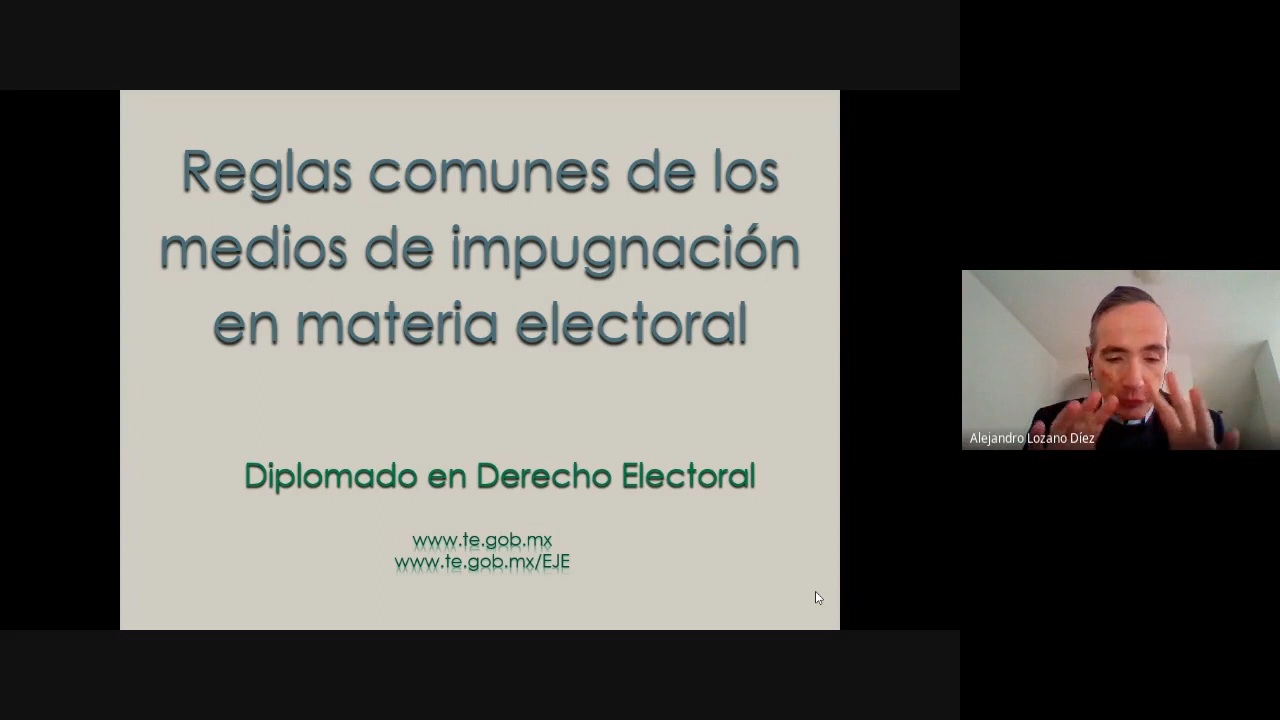 Reglas comunes de los
medios de impugnación
en materia electoral
Diplomado en Derecho Electoral
www.te.gob.mx
www.te.gob.mx/EJE
Alejandro Lozano Díez